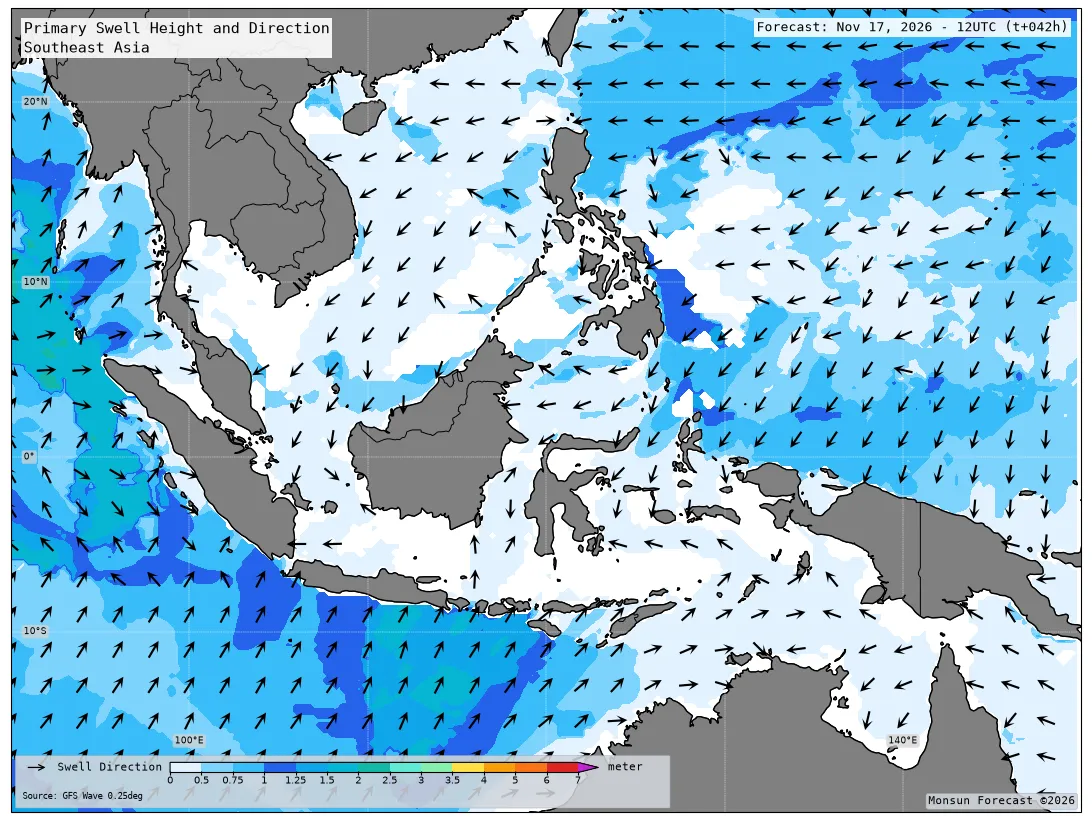 Primary Swell Height and Direction
Southeast Asia
Forecast: Nov 17, 2026 - 12UTC (t+042h)
20°N
10°N
0°
10°S
100°E
140°E
Swell Direction
meter
0 0.5 0.75 1 1.25 1.5 2 2.5 3 3.5 4 5 6 7
Source: GFS Wave 0.25deg
Monsun Forecast ©2026